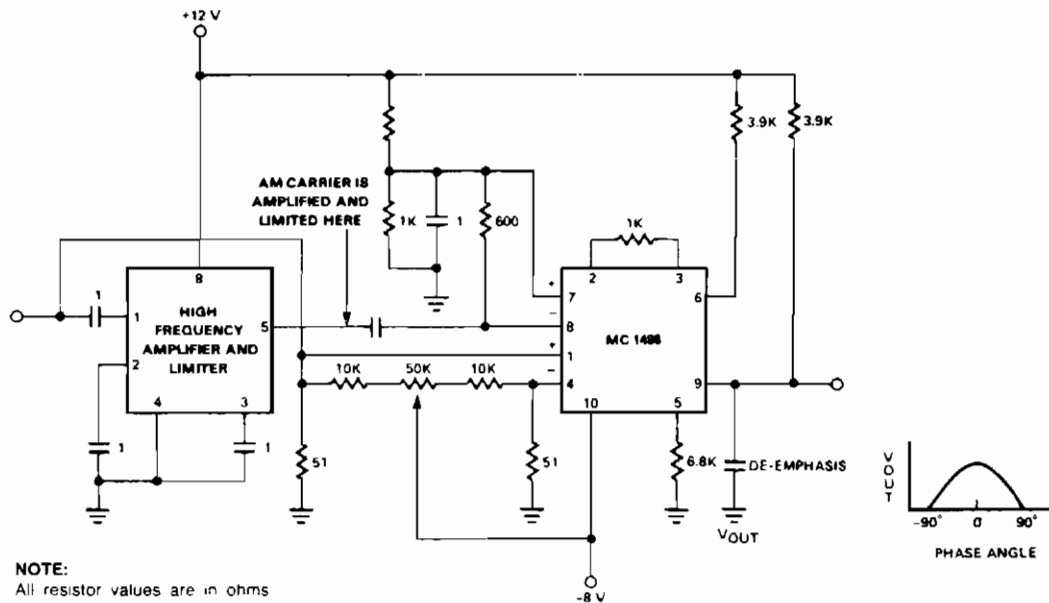 +12 V
3.9K
3.9K
AM CARRIER IS
AMPLIFIED AND
LIMITED HERE
1K
1
600
1K
2
3
8
1
1
HIGH
FREQUENCY
AMPLIFIER AND
LIMITER
5
2
4
3
1
1
+
7
−
8
+
1
−
4
MC 1496
6
9
10
5
10K
50K
10K
51
51
6.8K
DE-EMPHASIS
VOUT
VOUT
−90°
0
90°
PHASE ANGLE
NOTE:
All resistor values are in ohms
-8 V